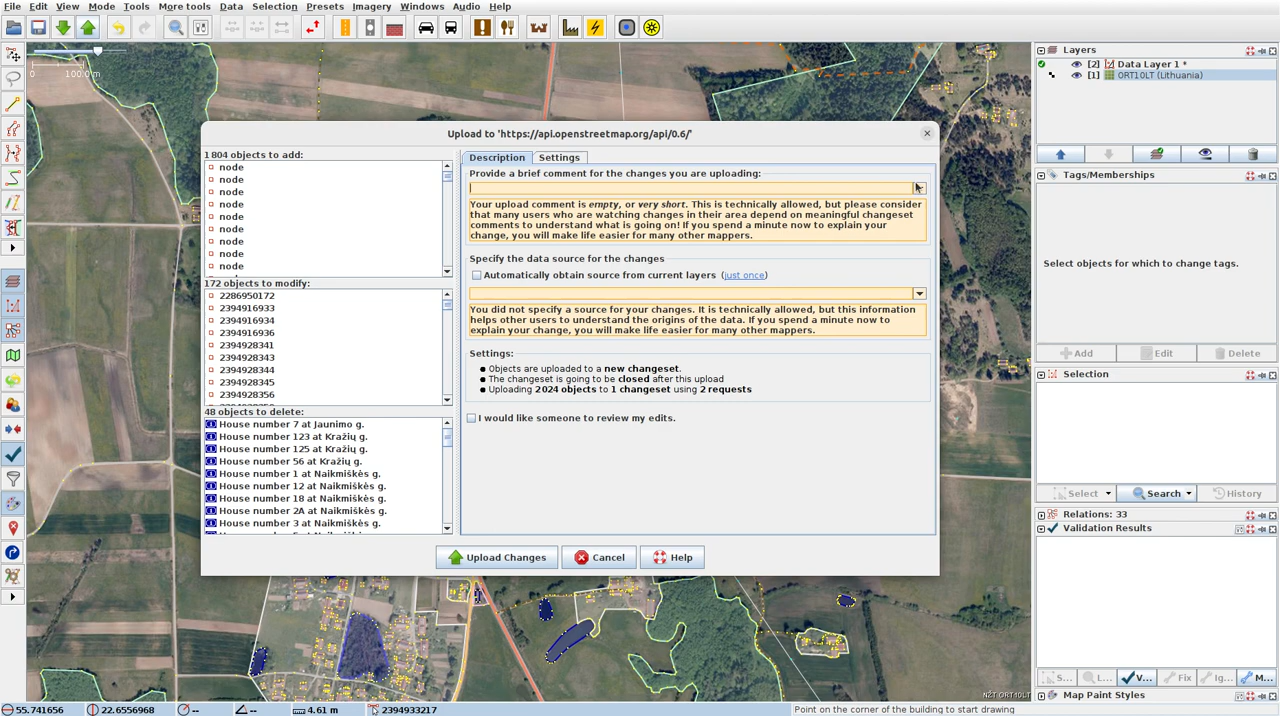 File Edit View Mode Tools More tools Data Selection Presets Imagery Windows Audio Help
0 100.0 m
Upload to 'https://api.openstreetmap.org/api/0.6/'
1 804 objects to add:
node
node
node
node
node
node
node
node
node
172 objects to modify:
2286950172
2394916933
2394916934
2394916936
2394928341
2394928343
2394928344
2394928345
2394928356
48 objects to delete:
House number 7 at Jaunimo g.
House number 123 at Kražių g.
House number 125 at Kražių g.
House number 56 at Kražių g.
House number 1 at Naikmiškės g.
House number 12 at Naikmiškės g.
House number 18 at Naikmiškės g.
House number 2A at Naikmiškės g.
House number 3 at Naikmiškės g.
Description Settings
Provide a brief comment for the changes you are uploading:
Your upload comment is empty, or very short. This is technically allowed, but please consider
that many users who are watching changes in their area depend on meaningful changeset
comments to understand what is going on! If you spend a minute now to explain your
change, you will make life easier for many other mappers.
Specify the data source for the changes
Automatically obtain source from current layers (just once)
You did not specify a source for your changes. It is technically allowed, but this information
helps other users to understand the origins of the data. If you spend a minute now to
explain your change, you will make life easier for many other mappers.
Settings:
Objects are uploaded to a new changeset.
The changeset is going to be closed after this upload
Uploading 2 024 objects to 1 changeset using 2 requests
I would like someone to review my edits.
Upload Changes Cancel Help
Layers
[2] Data Layer 1 *
[1] ORT10LT (Lithuania)
Tags/Memberships
Select objects for which to change tags.
Add Edit Delete
Selection
Select Search History
Relations: 33
Validation Results
S... L... V... Fix Ig... M...
Map Paint Styles
NŽT ORT10LT
55.741656 22.6556968 -- -- 4.61 m 2394933217 Point on the corner of the building to start drawing